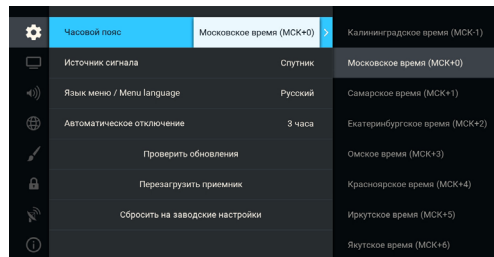 Часовой пояс
Московское время (МСК+0)
Источник сигнала
Спутник
Язык меню / Menu language
Русский
Автоматическое отключение
3 часа
Проверить обновления
Перезагрузить приемник
Сбросить на заводские настройки
Калининградское время (МСК-1)
Московское время (МСК+0)
Самарское время (МСК+1)
Екатеринбургское время (МСК+2)
Омское время (МСК+3)
Красноярское время (МСК+4)
Иркутское время (МСК+5)
Якутское время (МСК+6)